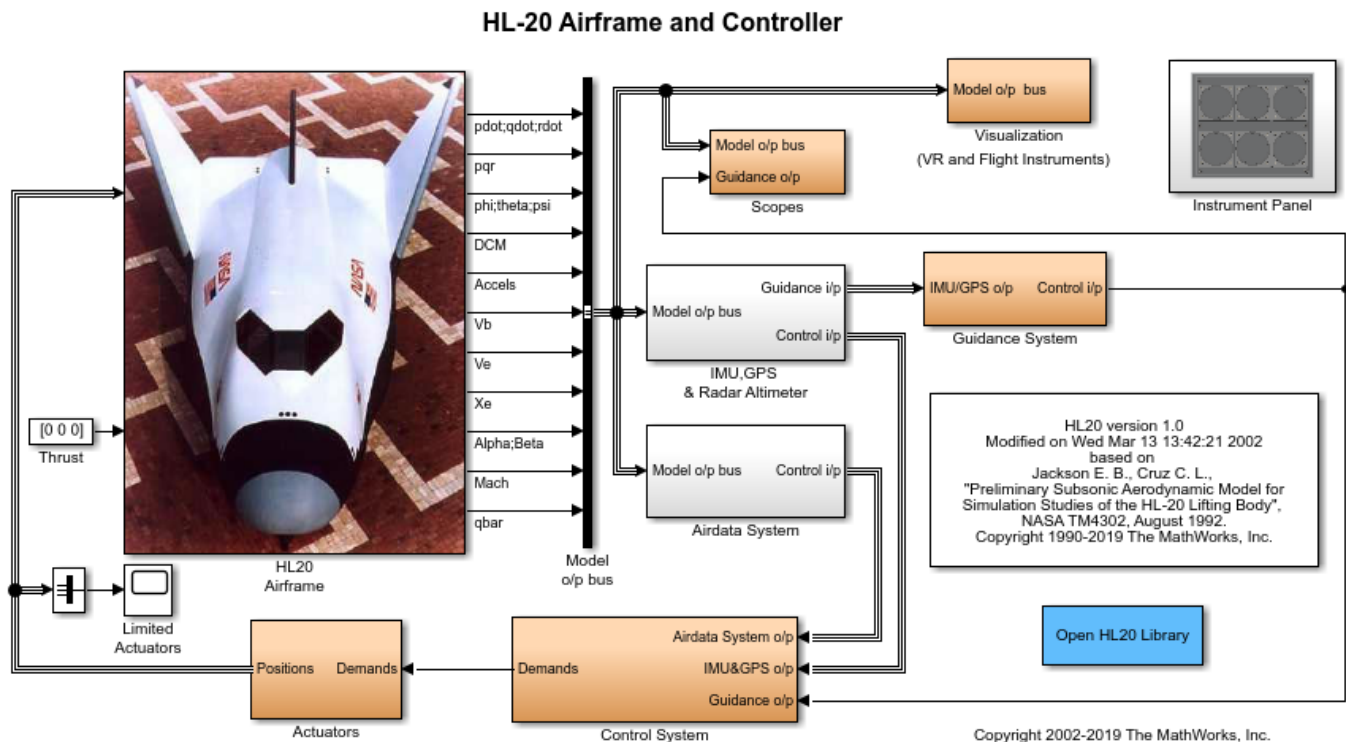 HL-20 Airframe and Controller
pdot;qdot;rdot
pqr
phi;theta;psi
DCM
Accels
Vb
Ve
Xe
Alpha;Beta
Mach
qbar
NASA
[0 0 0]
Thrust
HL20
Airframe
Model
o/p bus
Limited
Actuators
Model o/p bus
Visualization
(VR and Flight Instruments)
Model o/p bus
Guidance o/p
Scopes
Instrument Panel
Model o/p bus
Guidance i/p
Control i/p
IMU,GPS
& Radar Altimeter
IMU/GPS o/p
Control i/p
Guidance System
Model o/p bus
Control i/p
Airdata System
HL20 version 1.0
Modified on Wed Mar 13 13:42:21 2002
based on
Jackson E. B., Cruz C. L.,
"Preliminary Subsonic Aerodynamic Model for
Simulation Studies of the HL-20 Lifting Body",
NASA TM4302, August 1992.
Copyright 1990-2019 The MathWorks, Inc.
Open HL20 Library
Positions
Demands
Actuators
Demands
Airdata System o/p
IMU&GPS o/p
Guidance o/p
Control System
Copyright 2002-2019 The MathWorks, Inc.